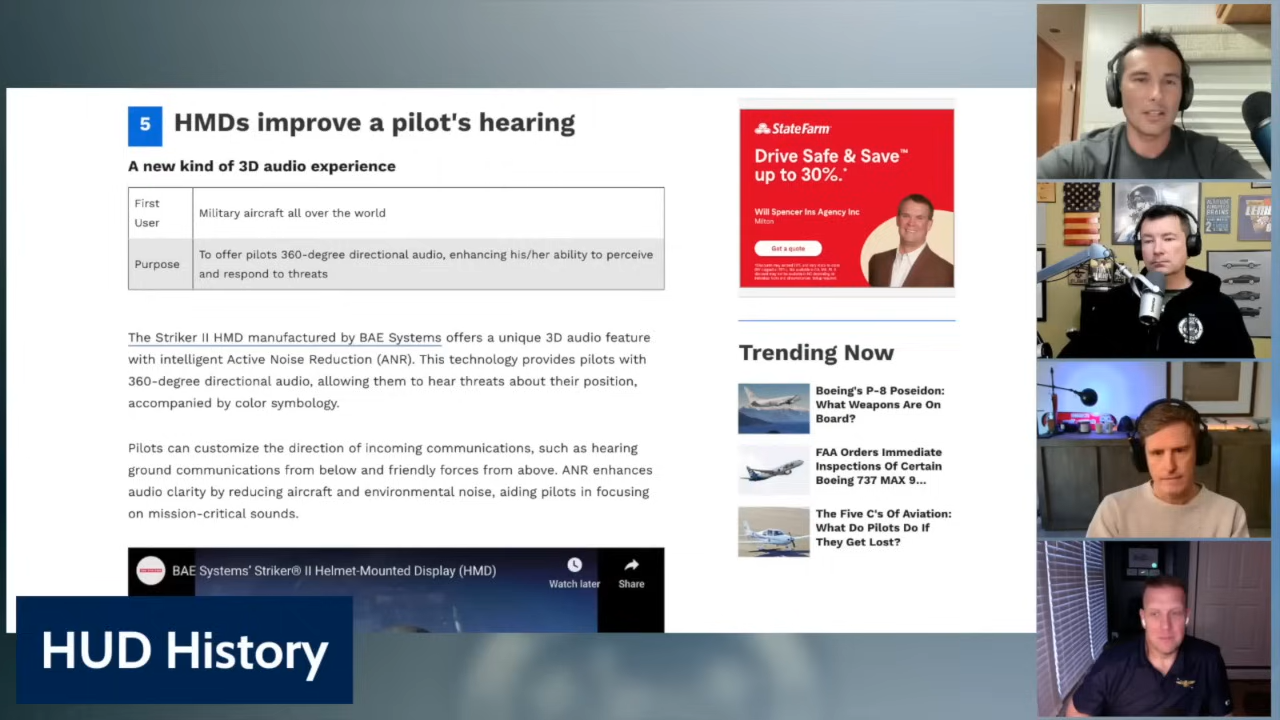 5 HMDs improve a pilot's hearing
A new kind of 3D audio experience
First
User
Military aircraft all over the world
Purpose
To offer pilots 360-degree directional audio, enhancing his/her ability to perceive
and respond to threats
The Striker II HMD manufactured by BAE Systems offers a unique 3D audio feature
with intelligent Active Noise Reduction (ANR). This technology provides pilots with
360-degree directional audio, allowing them to hear threats about their position,
accompanied by color symbology.
Pilots can customize the direction of incoming communications, such as hearing
ground communications from below and friendly forces from above. ANR enhances
audio clarity by reducing aircraft and environmental noise, aiding pilots in focusing
on mission-critical sounds.
BAE Systems' Striker® II Helmet-Mounted Display (HMD)
Watch later
Share
HUD History
StateFarm
Drive Safe & Save™
up to 30%.*
Will Spencer Ins Agency Inc
Milton
Get a quote
Trending Now
Boeing's P-8 Poseidon:
What Weapons Are On
Board?
FAA Orders Immediate
Inspections Of Certain
Boeing 737 MAX 9...
The Five C's Of Aviation:
What Do Pilots Do If
They Get Lost?